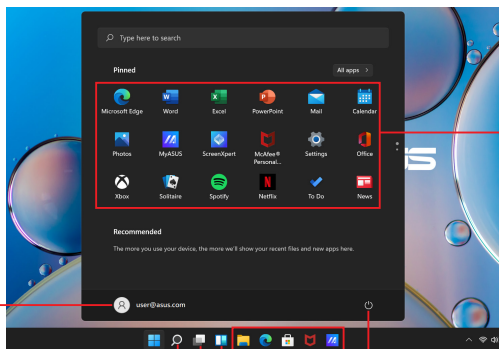 Type here to search
Pinned
All apps >
Microsoft Edge Word Excel PowerPoint Mail Calendar
Photos MyASUS ScreenXpert McAfee® Personal... Settings Office
Xbox Solitaire Spotify Netflix To Do News
Recommended
The more you use your device, the more we'll show your recent files and new apps here.
user@asus.com